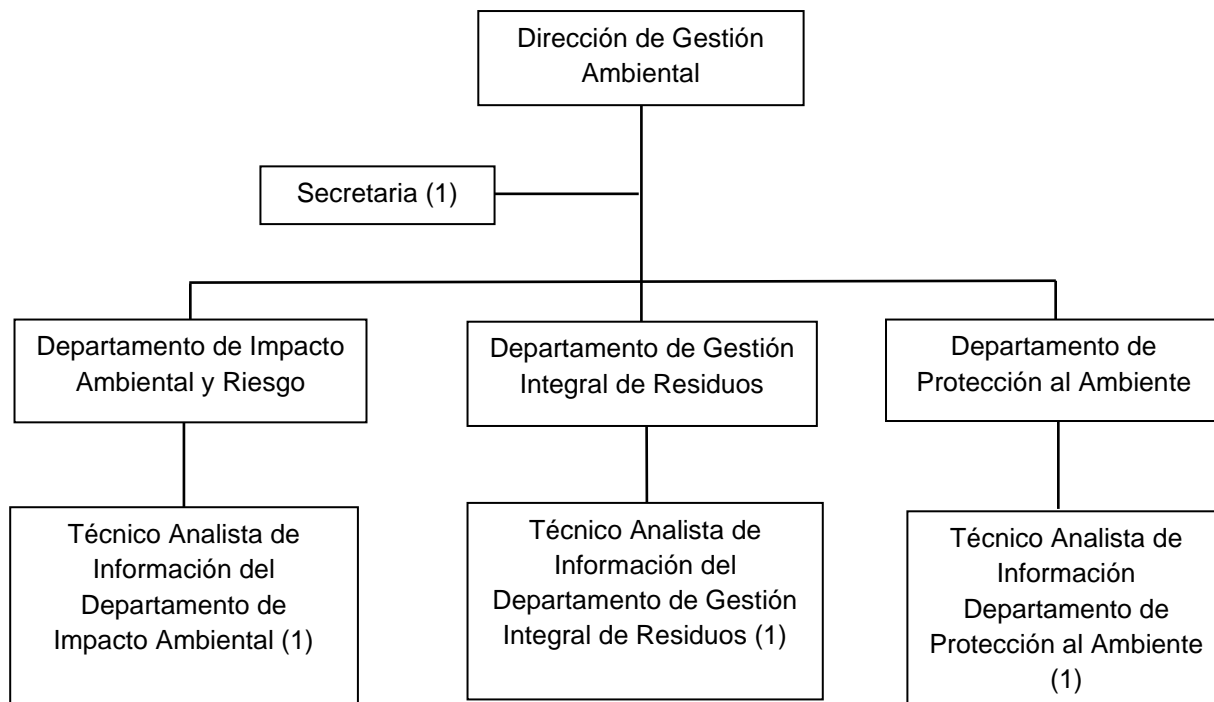 Dirección de Gestión
Ambiental
Secretaria (1)
Departamento de Impacto
Ambiental y Riesgo
Departamento de Gestión
Integral de Residuos
Departamento de
Protección al Ambiente
Técnico Analista de
Información del
Departamento de
Impacto Ambiental (1)
Técnico Analista de
Información del
Departamento de Gestión
Integral de Residuos (1)
Técnico Analista de
Información
Departamento de
Protección al Ambiente
(1)